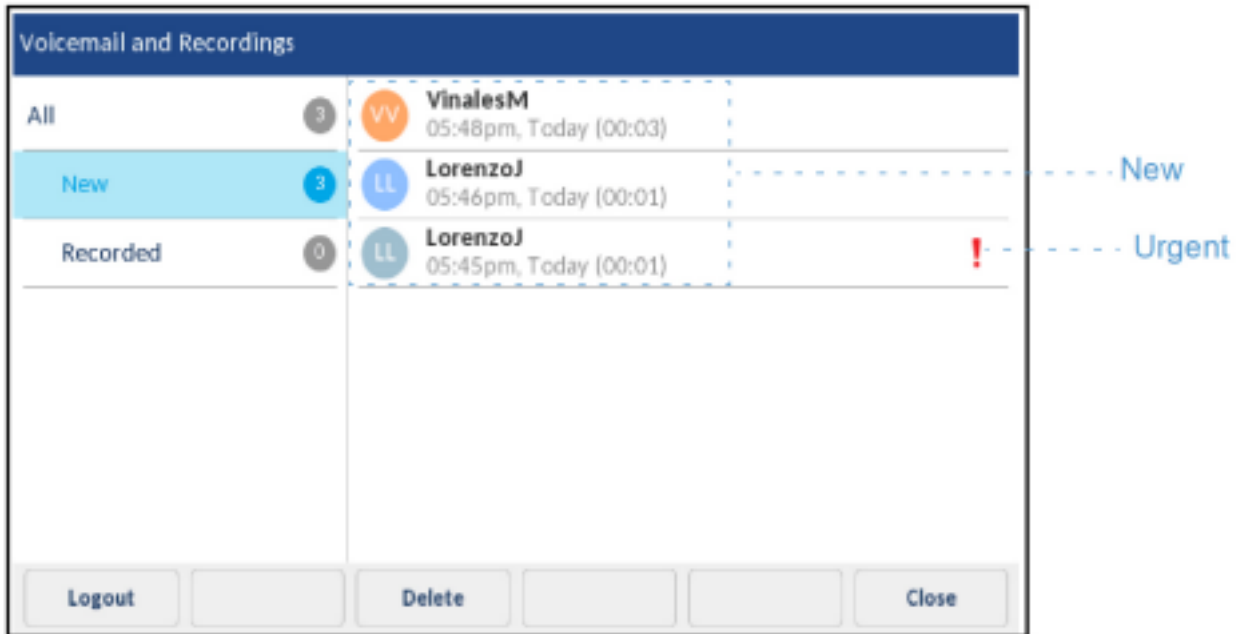 Voicemail and Recordings
All 3
New 3
Recorded 0
VV VinalesM
05:48pm, Today (00:03)
LL LorenzoJ
05:46pm, Today (00:01)
LL LorenzoJ
05:45pm, Today (00:01) !
New
Urgent
Logout Delete Close